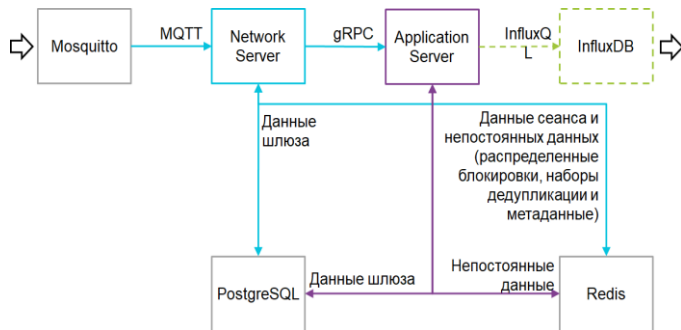 Mosquitto
MQTT
Network
Server
gRPC
Application
Server
InfluxQ
L
InfluxDB
Данные
шлюза
Данные сеанса и
непостоянных данных
(распределенные
блокировки, наборы
дедупликации и
метаданные)
PostgreSQL
Данные шлюза
Непостоянные
данные
Redis